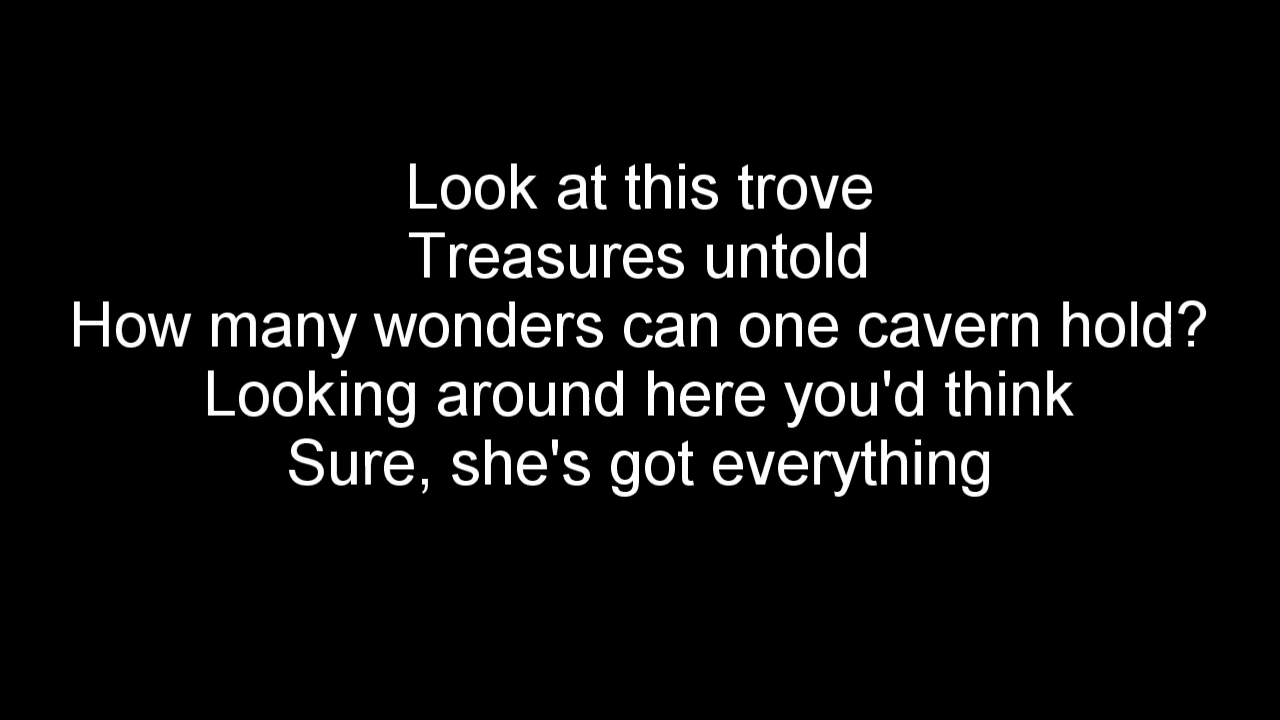 Look at this trove
Treasures untold
How many wonders can one cavern hold?
Looking around here you'd think
Sure, she's got everything